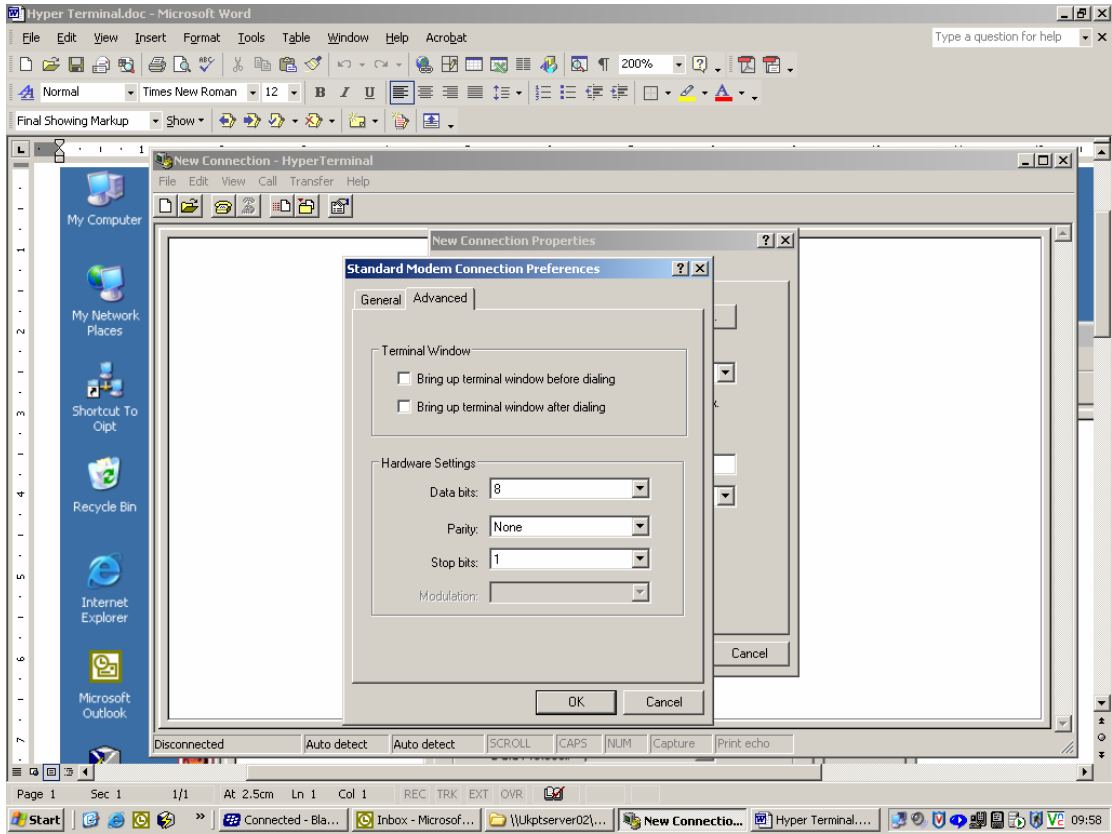 Hyper Terminal.doc - Microsoft Word
File Edit View Insert Format Tools Table Window Help Acrobat
Type a question for help
200%
Normal Times New Roman 12 B I U
Final Showing Markup Show
New Connection - HyperTerminal
File Edit View Call Transfer Help
My Computer
My Network
Places
Shortcut To
Oipt
Recycle Bin
Internet
Explorer
Microsoft
Outlook
New Connection Properties
Standard Modem Connection Preferences
General Advanced
Terminal Window
Bring up terminal window before dialing
Bring up terminal window after dialing
Hardware Settings
Data bits: 8
Parity: None
Stop bits: 1
Modulation:
Cancel
OK Cancel
Disconnected Auto detect Auto detect SCROLL CAPS NUM Capture Print echo
Page 1 Sec 1 1/1 At 2.5cm Ln 1 Col 1 REC TRK EXT OVR
Start Connected - Bla... Inbox - Microsof... \\Ukptserver02\... New Connectio... Hyper Terminal.... 09:58